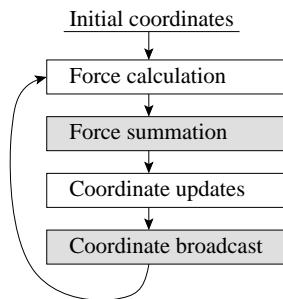 Initial coordinates
Force calculation
Force summation
Coordinate updates
Coordinate broadcast